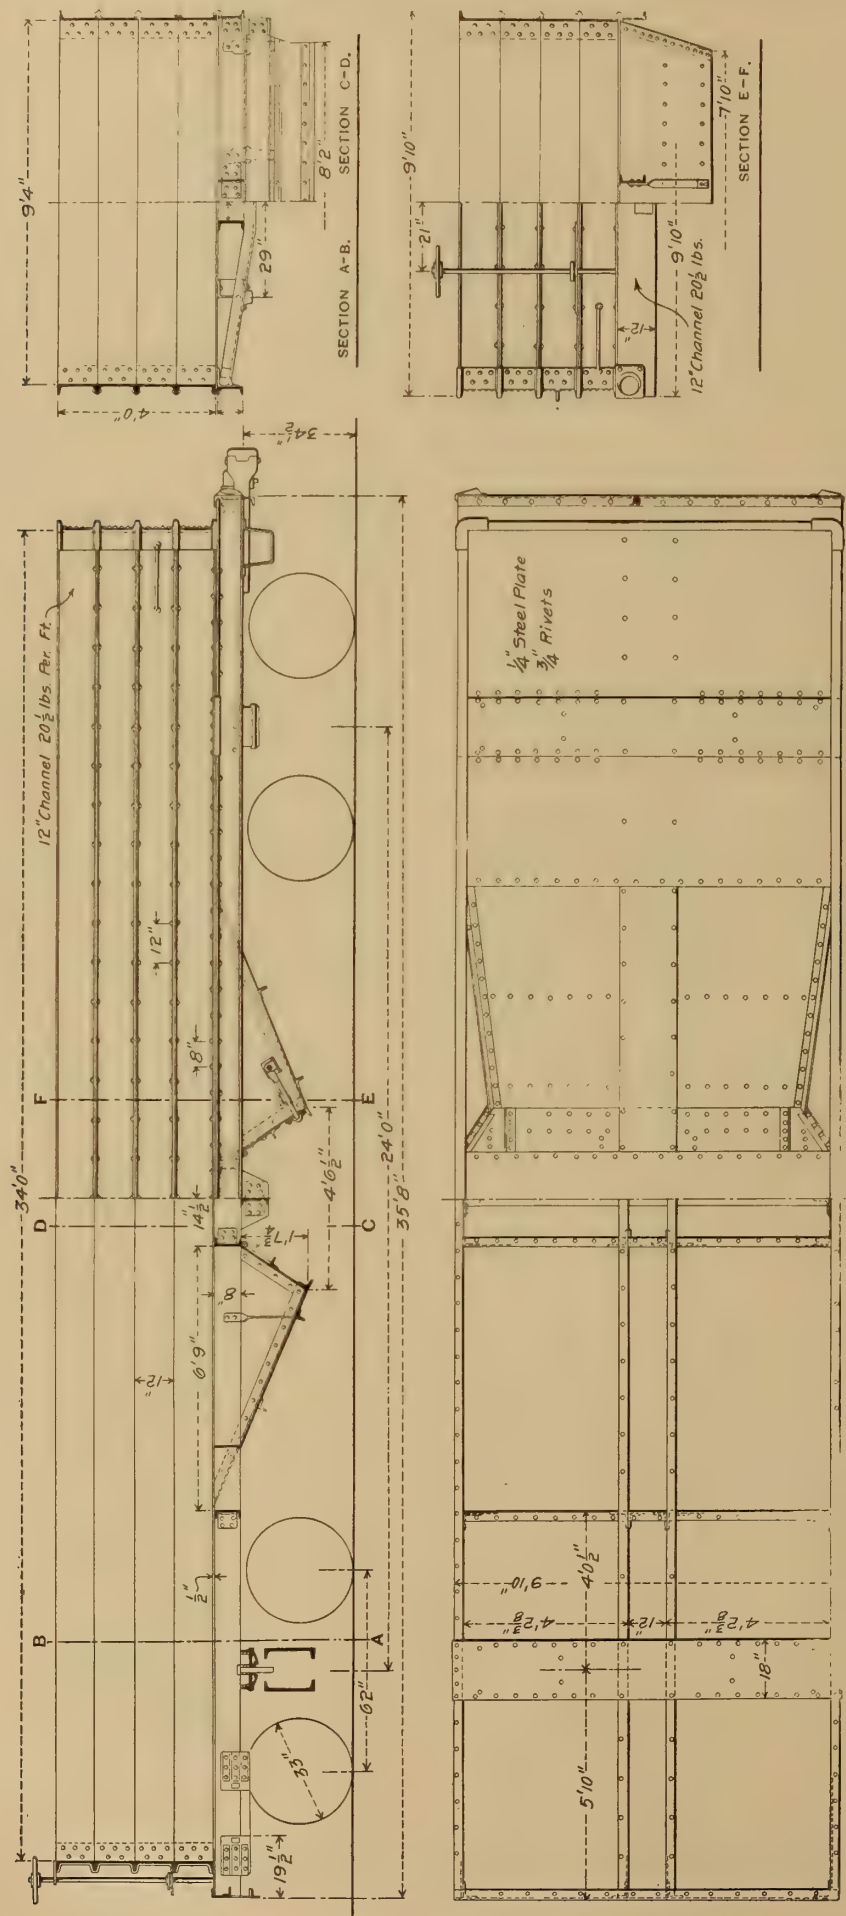 9'4"
4'0"
29"
8'2"
SECTION A-B.
SECTION C-D.
9'10"
21"
12"
9'10"
7'10"
12" Channel 20½ lbs.
SECTION E-F.
34'0"
12" Channel 20½ lbs. Per. Ft.
34½"
B
D
F
12"
12"
8"
6'9"
14½"
8"
1'7¾"
4'6½"
½"
A
C
E
24'0"
62"
33"
19½"
35'8"
¼" Steel Plate
¾" Rivets
9'10"
4'0½"
4'2⅜"
12"
4'2⅜"
18"
5'10"